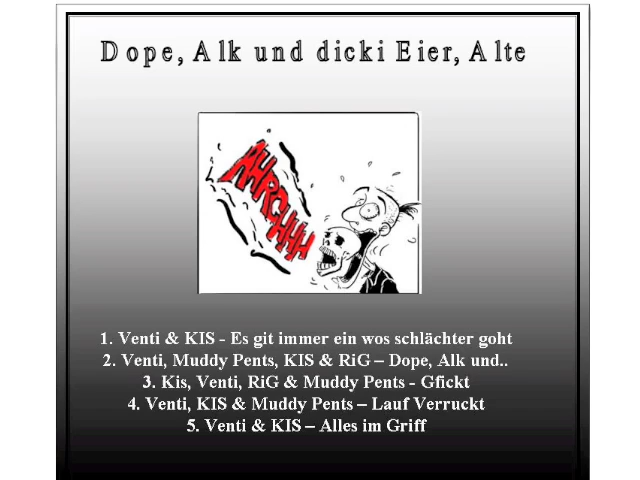 Dope, Alk und dicki Eier, Alte
AHRGHHH
1. Venti & KIS - Es git immer ein wos schlächter goht
2. Venti, Muddy Pents, KIS & RiG – Dope, Alk und..
3. Kis, Venti, RiG & Muddy Pents - Gfickt
4. Venti, KIS & Muddy Pents – Lauf Verruckt
5. Venti & KIS – Alles im Griff